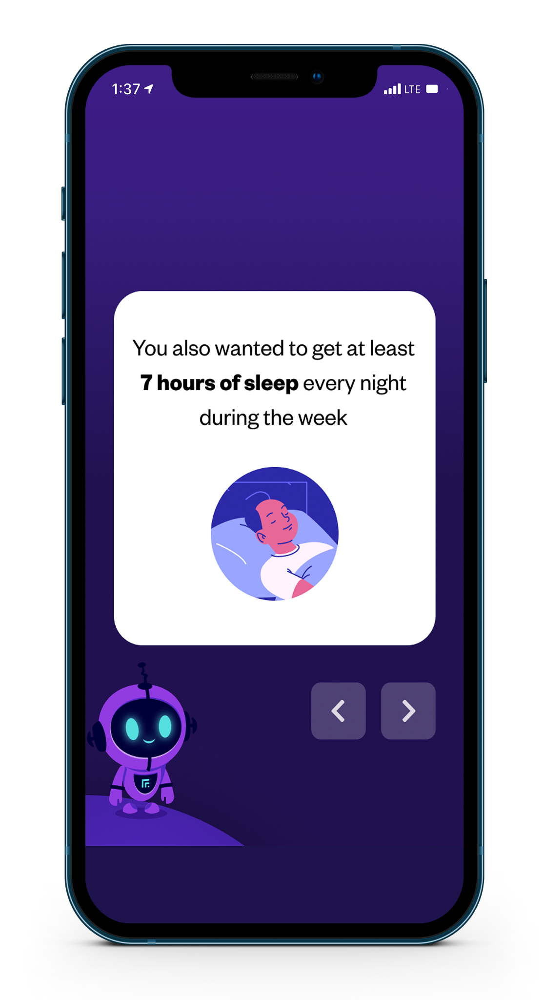 1:37
LTE
You also wanted to get at least
7 hours of sleep every night
during the week